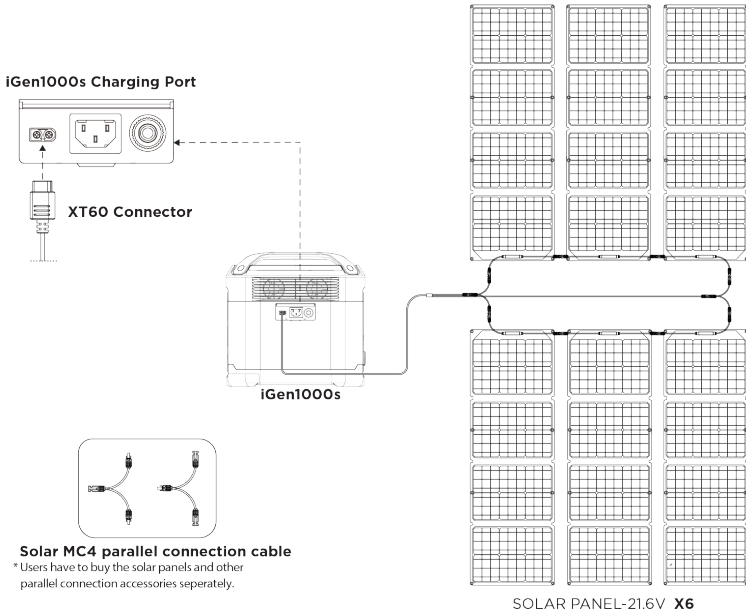 iGen1000s Charging Port
XT60 Connector
iGen1000s
Solar MC4 parallel connection cable
* Users have to buy the solar panels and other
parallel connection accessories seperately.
SOLAR PANEL-21.6V X6